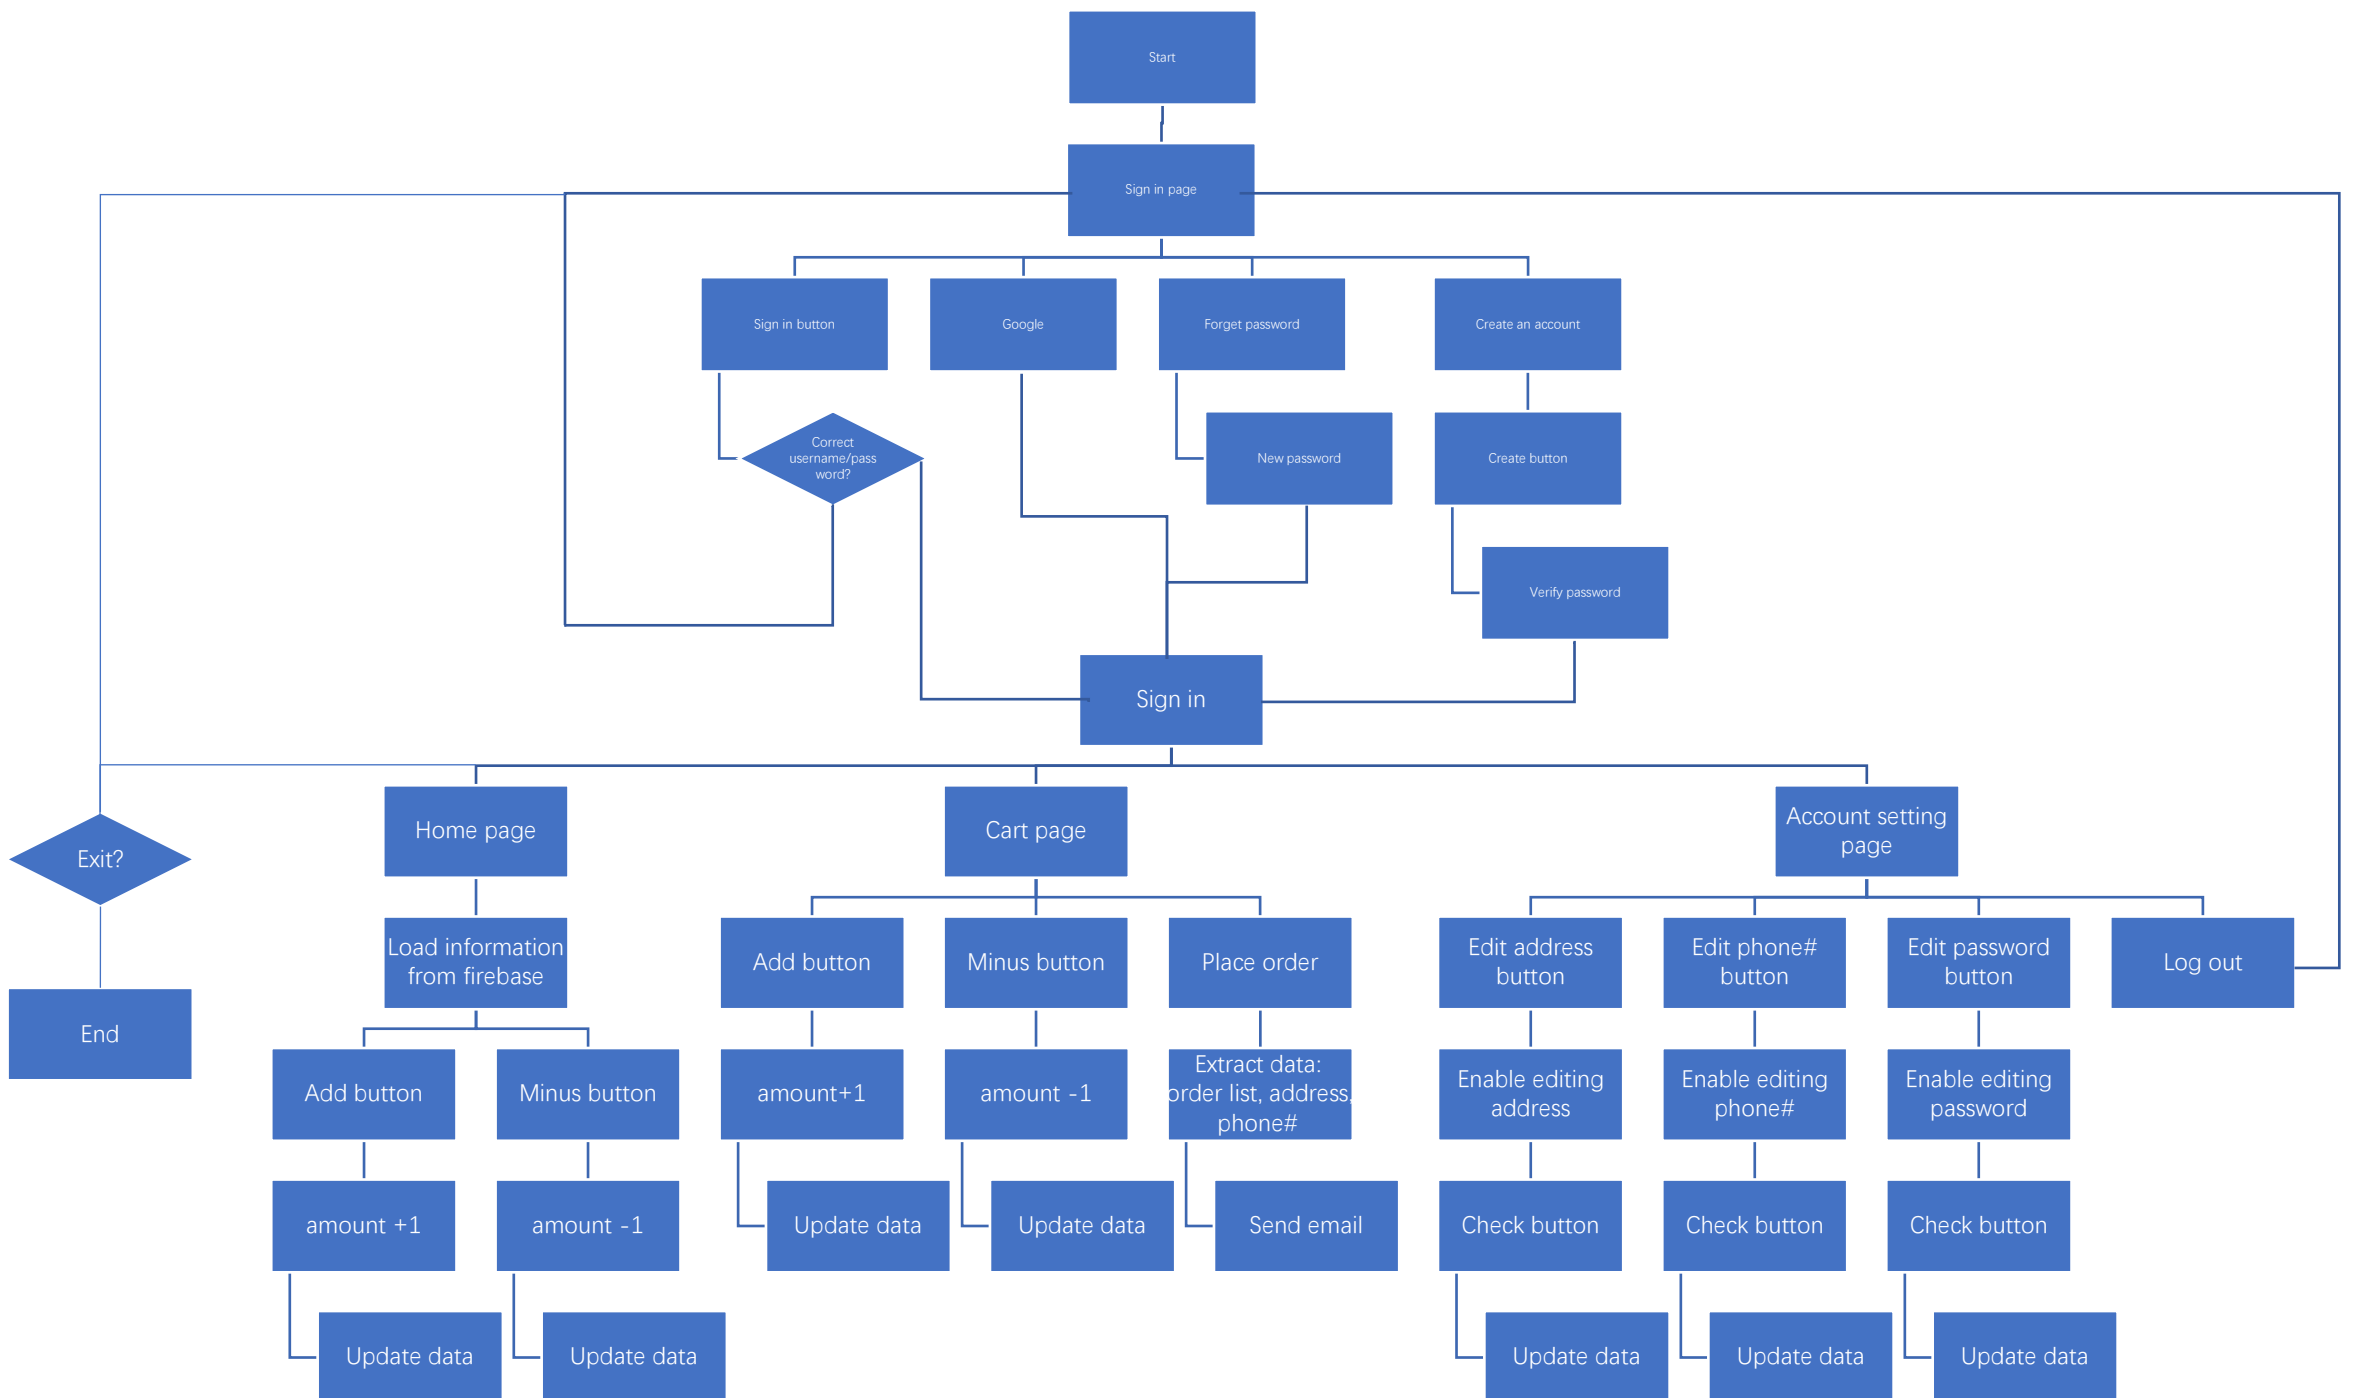 Start
Sign in page
Sign in button
Google
Forget password
Create an account
Correct
username/pass
word?
New password
Create button
Verify password
Sign in
Home page
Cart page
Account setting
page
Exit?
Load information
from firebase
Add button
Minus button
Place order
Edit address
button
Edit phone#
button
Edit password
button
Log out
End
Add button
Minus button
amount+1
amount -1
Extract data:
order list, address,
phone#
Enable editing
address
Enable editing
phone#
Enable editing
password
amount +1
amount -1
Update data
Update data
Send email
Check button
Check button
Check button
Update data
Update data
Update data
Update data
Update data